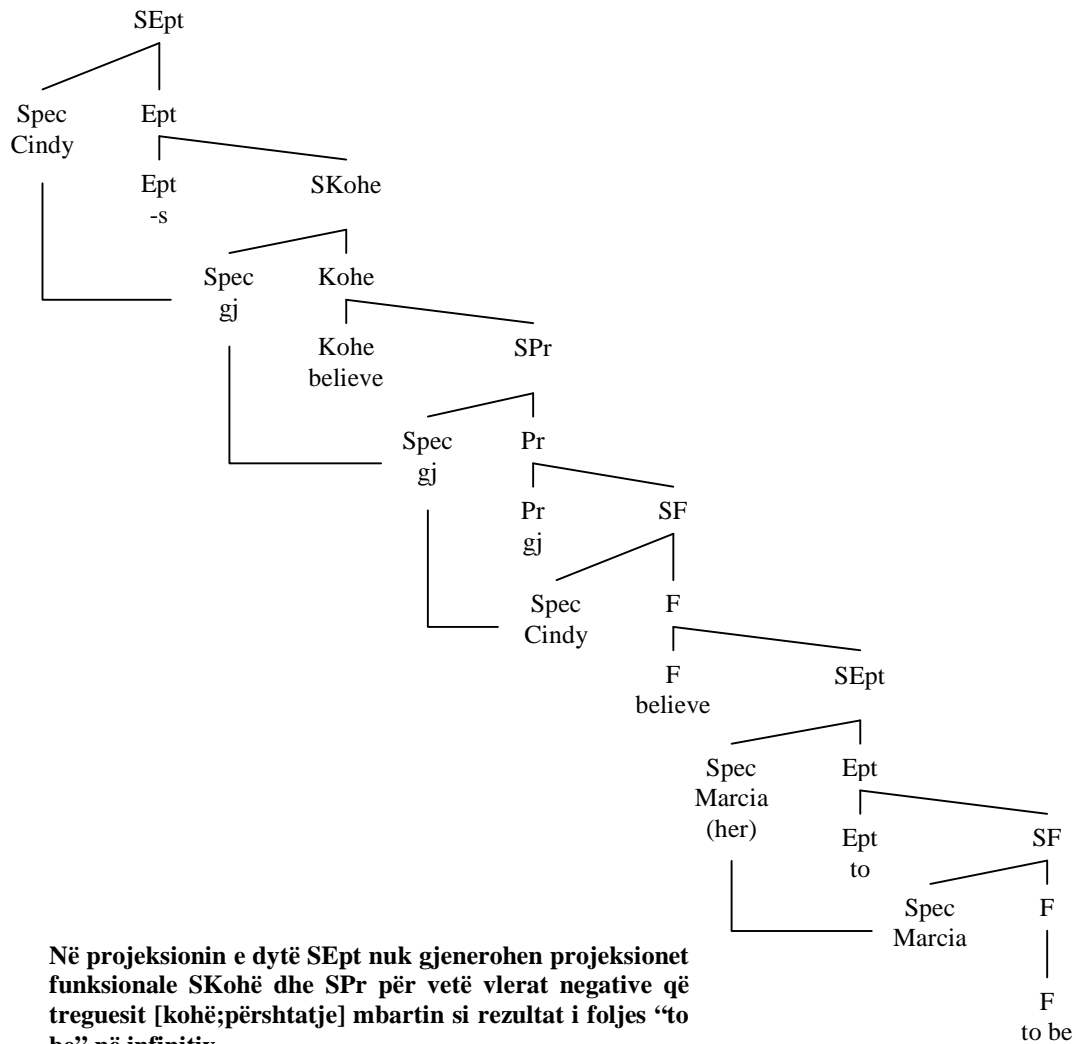 SEpt
Spec Ept
Cindy
Ept SKohe
-s
Spec Kohe
gj
Kohe SPr
believe
Spec Pr
gj
Pr SF
gj
Spec F
Cindy
F SEpt
believe
Spec Ept
Marcia
(her)
Ept SF
to
Spec F
Marcia
Në projeksionin e dytë SEpt nuk gjenerohen projeksionet
funksionale SKohë dhe SPr për vetë vlerat negative që
treguesit [kohë;përshtatje] mbartin si rezultat i foljes “to
be” në infinitiv
F
to be